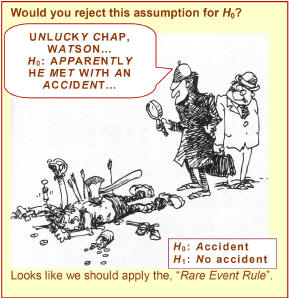 Would you reject this assumption for H₀?
UNLUCKY CHAP,
WATSON...
H₀: APPARENTLY
HE MET WITH AN
ACCIDENT...
H₀: Accident
H₁: No accident
Looks like we should apply the, "Rare Event Rule".